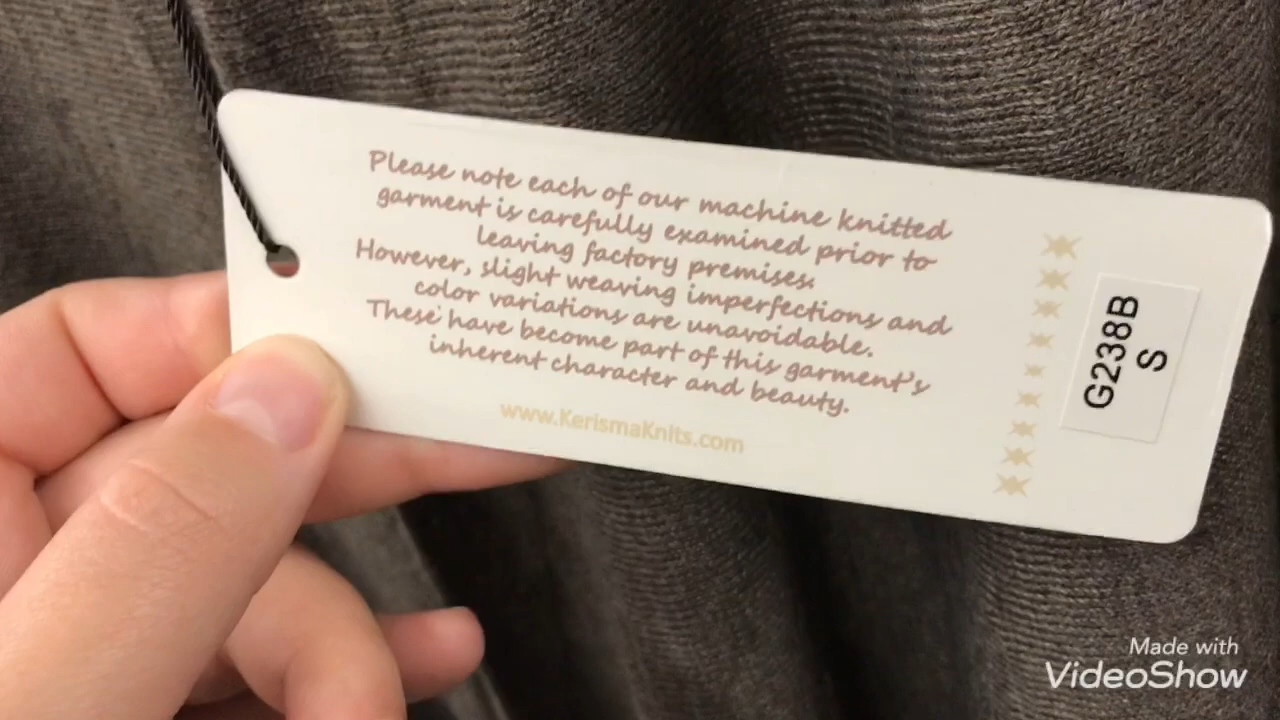 Please note each of our machine knitted
garment is carefully examined prior to
leaving factory premises.
However, slight weaving imperfections and
color variations are unavoidable.
These have become part of this garment's
inherent character and beauty.
www.KerismaKnits.com
G238B
S
Made with
VideoShow